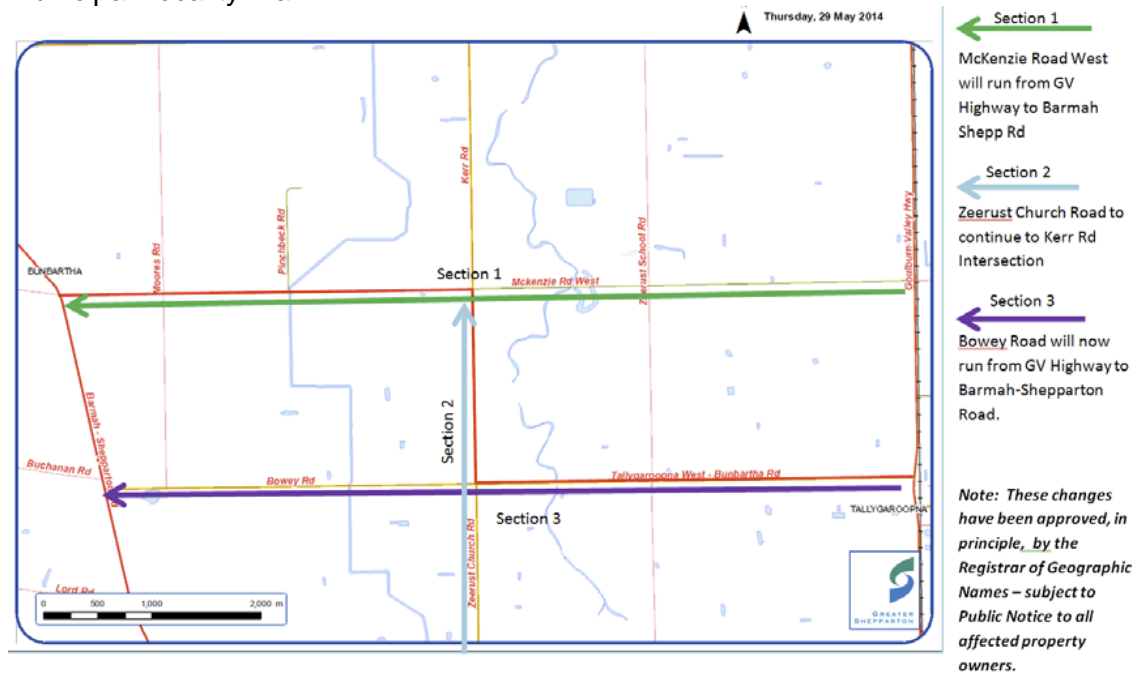 Thursday, 29 May 2014
Section 1
McKenzie Road West
will run from GV
Highway to Barmah
Shepp Rd
Section 2
Zeerust Church Road to
continue to Kerr Rd
Intersection
Section 3
Bowey Road will now
run from GV Highway to
Barmah-Shepparton
Road.
Note: These changes
have been approved, in
principle, by the
Registrar of Geographic
Names – subject to
Public Notice to all
affected property
owners.
Kerr Rd
Pinchbeck Rd
Moores Rd
Zeerust School Rd
Goulburn Valley Hwy
BUNBARTHA
Section 1
Mckenzie Rd West
Section 2
Barmah - Shepparton
Buchanan Rd
Bowey Rd
Tallygaroopna West - Bunbartha Rd
TALLYGAROOPNA
Section 3
Zeerust Church Rd
Lord Rd
0 500 1,000 2,000 m
GREATER
SHEPPARTON